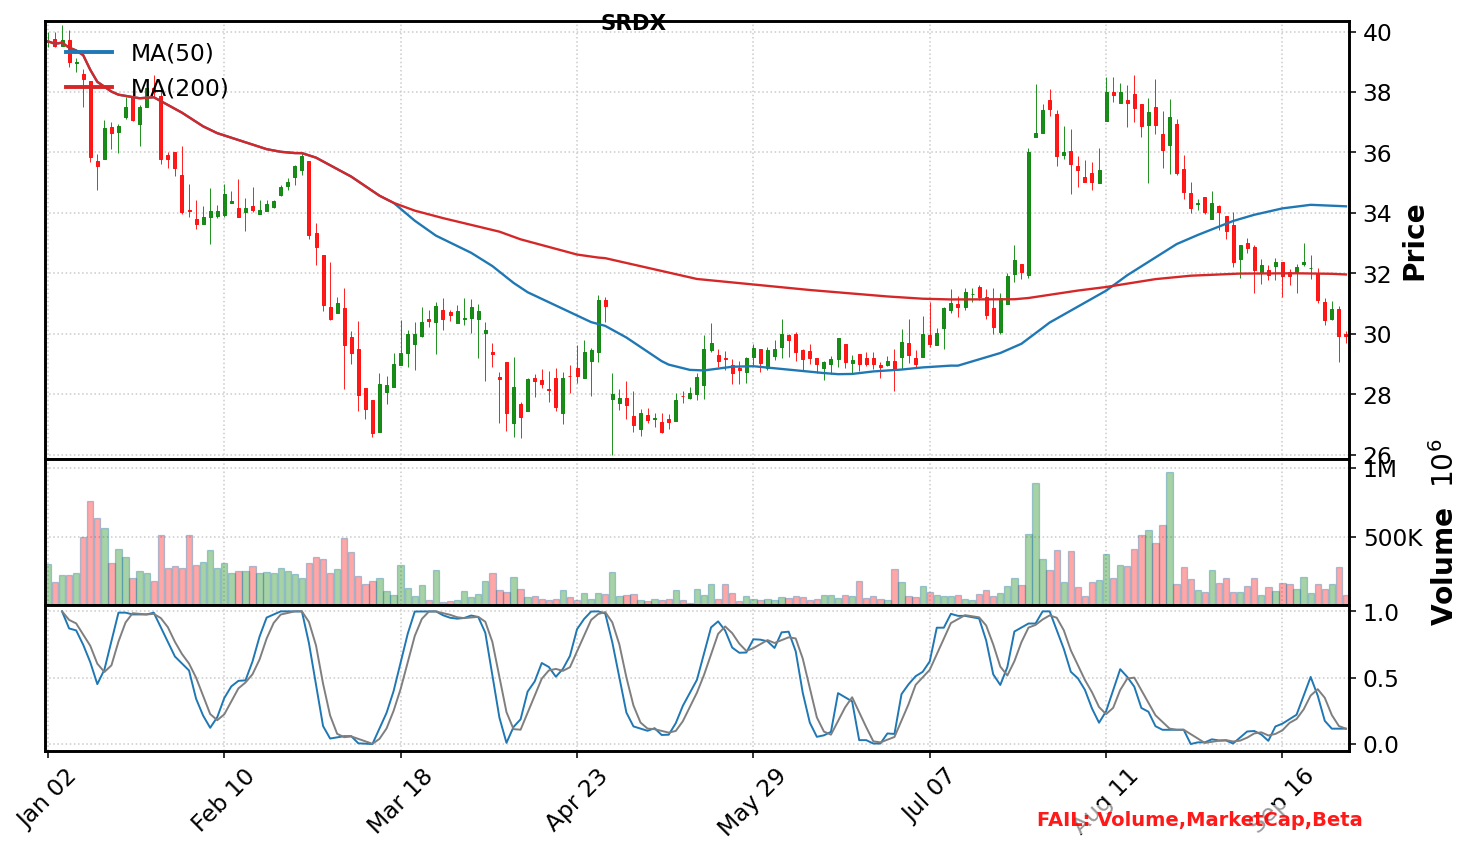 SRDX
MA(50)
MA(200)
40
38
36
34
32
30
28
26
Price
1M
500K
Volume 10^6
1.0
0.5
0.0
Jan 02
Feb 10
Mar 18
Apr 23
May 29
Jul 07
Aug 11
Sep 16
FAIL: Volume,MarketCap,Beta